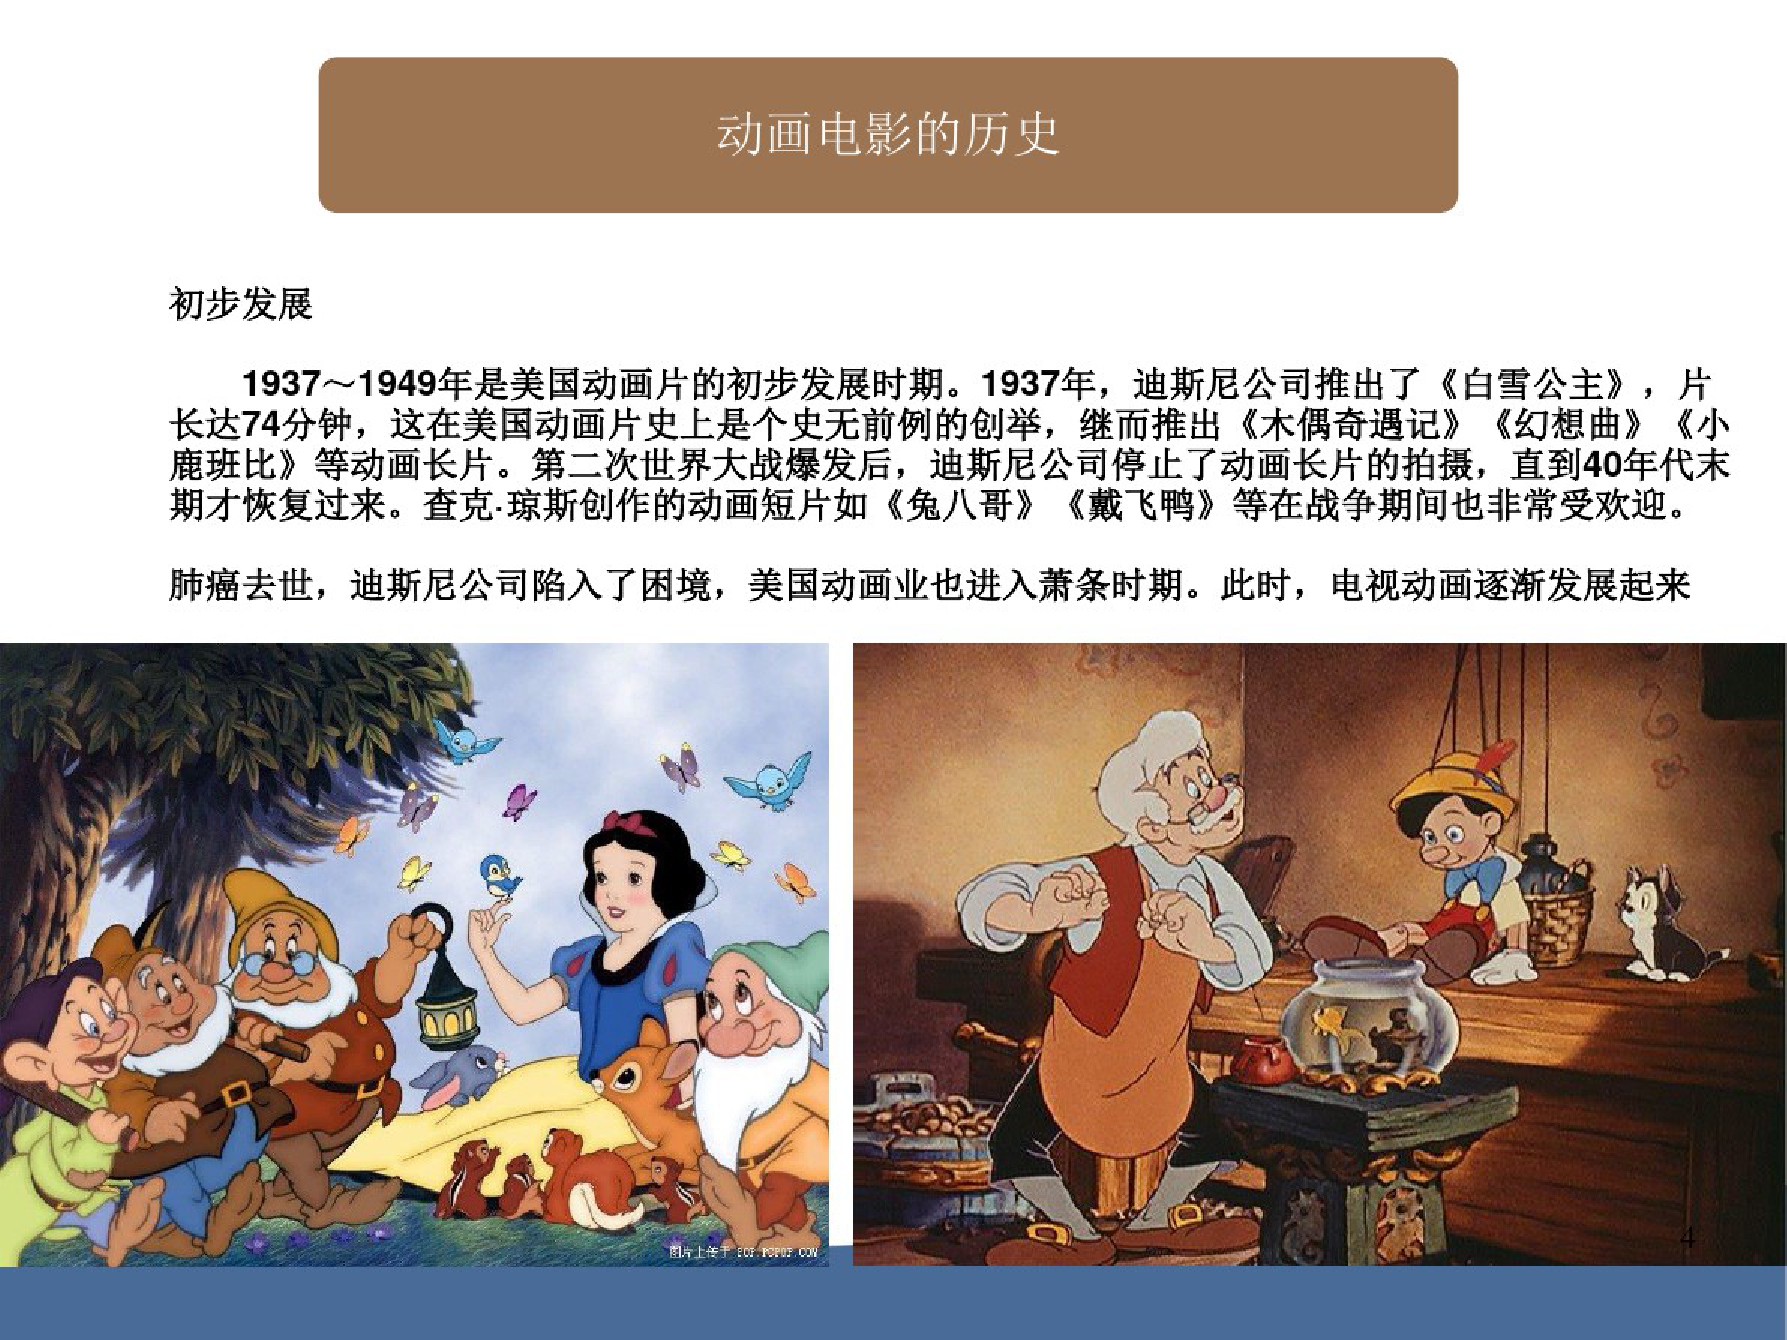 动画电影的历史
初步发展
1937～1949年是美国动画片的初步发展时期。1937年，迪斯尼公司推出了《白雪公主》，片
长达74分钟，这在美国动画片史上是个史无前例的创举，继而推出《木偶奇遇记》《幻想曲》《小
鹿班比》等动画长片。第二次世界大战爆发后，迪斯尼公司停止了动画长片的拍摄，直到40年代末
期才恢复过来。查克·琼斯创作的动画短片如《兔八哥》《戴飞鸭》等在战争期间也非常受欢迎。
肺癌去世，迪斯尼公司陷入了困境，美国动画业也进入萧条时期。此时，电视动画逐渐发展起来
图片上传于
4